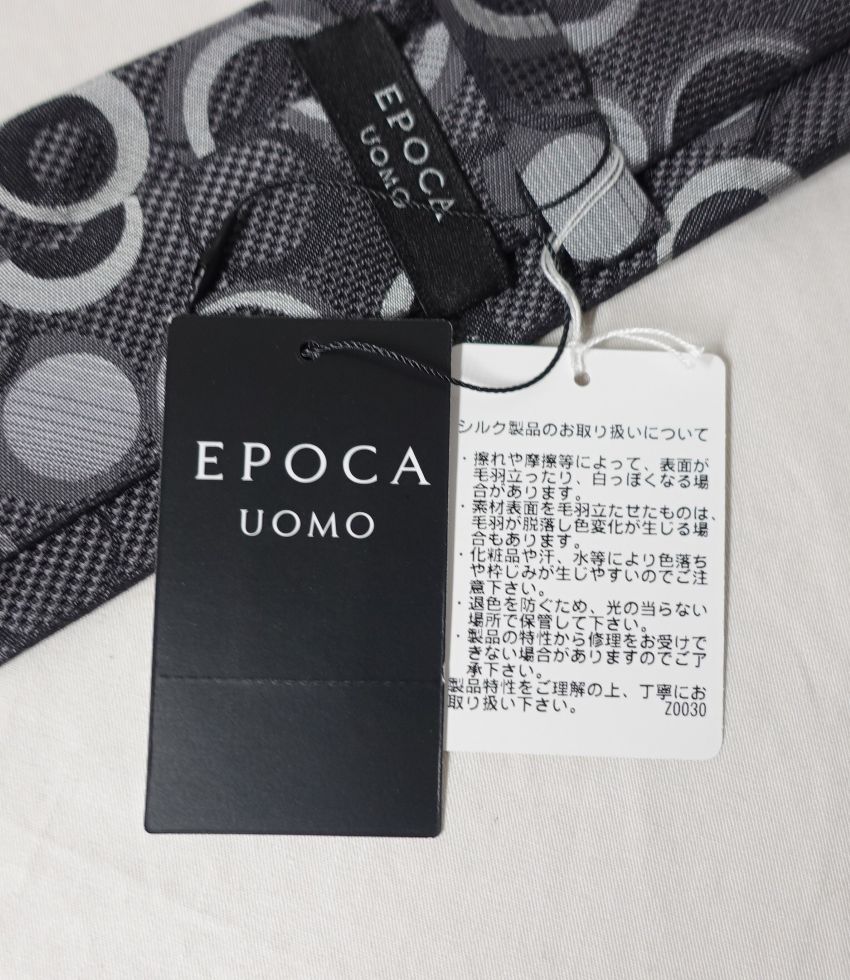 EPOCA
UOMO
EPOCA
UOMO
シルク製品のお取り扱いについて
・擦れや摩擦等によって、表面が
毛羽立ったり、白っぽくなる場
合があります。
・素材表面を毛羽立たせたものは、
毛羽が脱落し色変化が生じる場
合もあります。
・化粧品や汗、水等により色落ち
や枠じみが生じやすいのでご注
意下さい。
・退色を防ぐため、光の当らない
場所で保管して下さい。
・製品の特性から修理をお受けで
きない場合がありますのでご了
承下さい。
製品特性をご理解の上、丁寧にお
取り扱い下さい。 Z0030